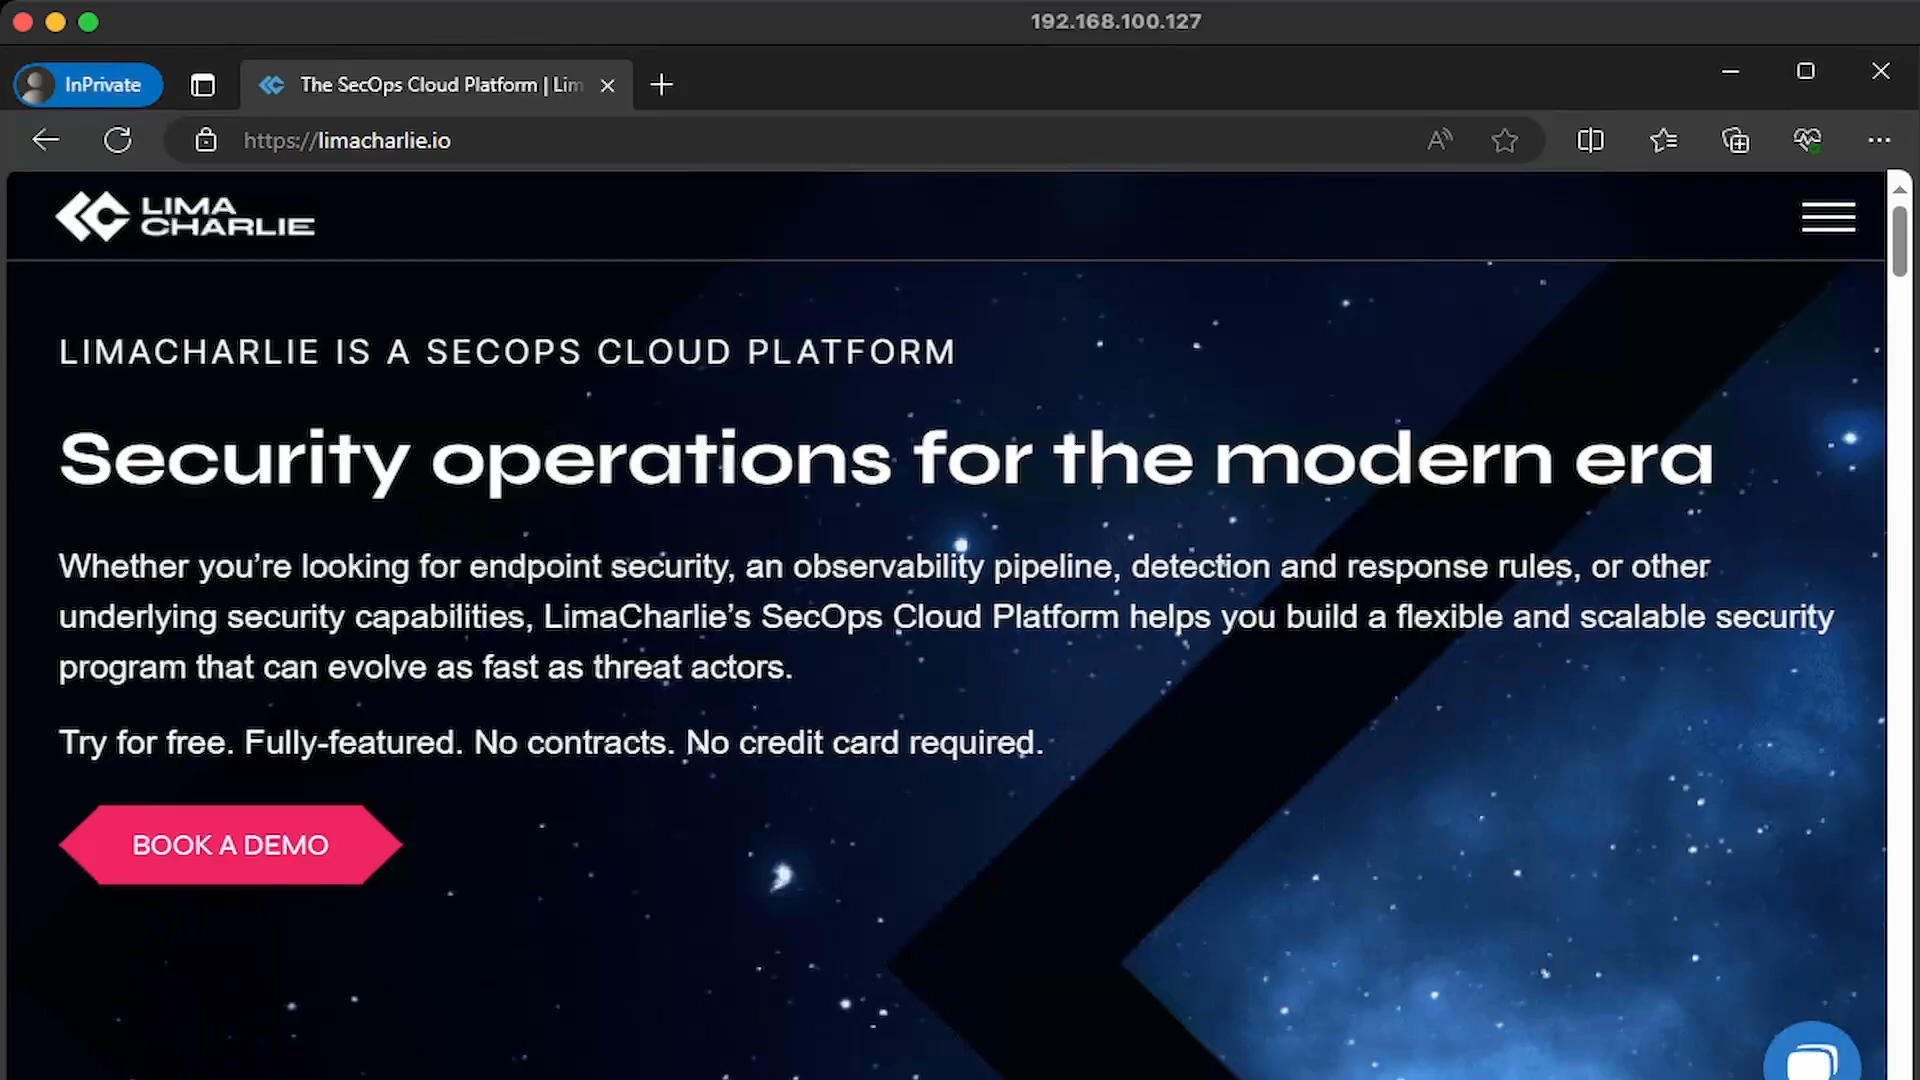 192.168.100.127
InPrivate
The SecOps Cloud Platform | Lim
https://limacharlie.io
LIMA
CHARLIE
LIMACHARLIE IS A SECOPS CLOUD PLATFORM
Security operations for the modern era
Whether you’re looking for endpoint security, an observability pipeline, detection and response rules, or other
underlying security capabilities, LimaCharlie’s SecOps Cloud Platform helps you build a flexible and scalable security
program that can evolve as fast as threat actors.
Try for free. Fully-featured. No contracts. No credit card required.
BOOK A DEMO